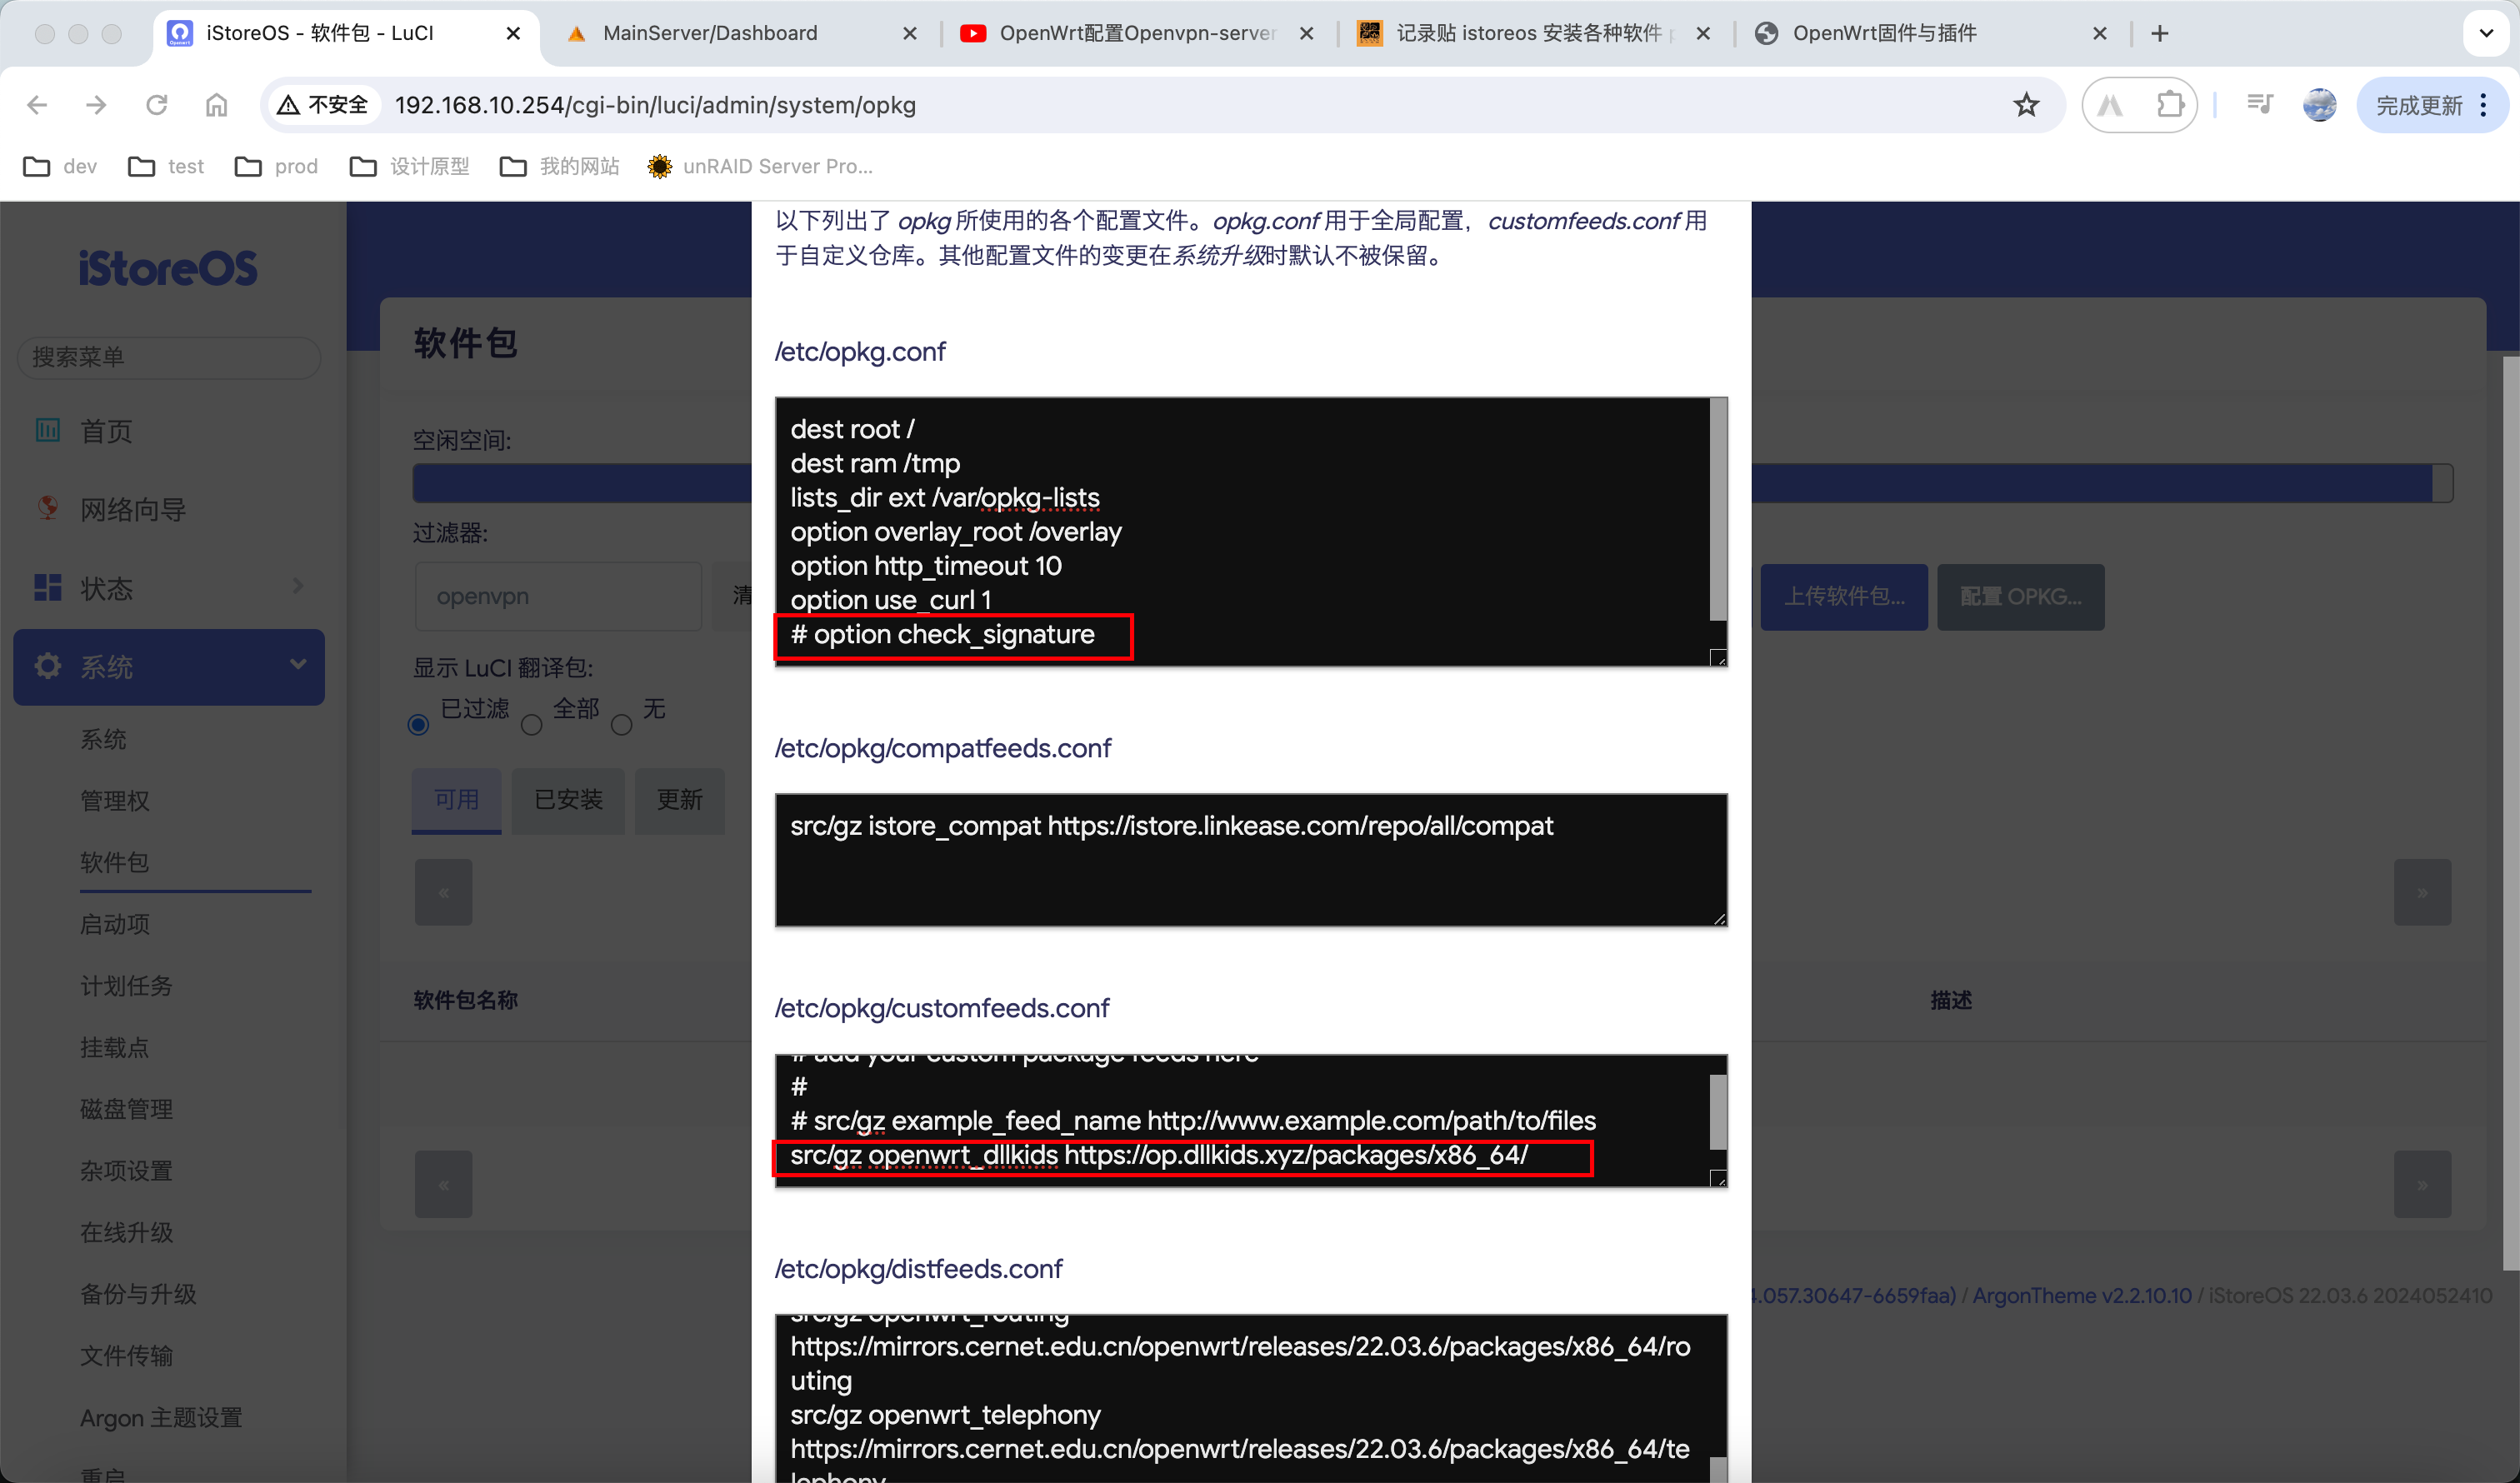 iStoreOS - 软件包 - LuCI
MainServer/Dashboard
OpenWrt配置Openvpn-server
记录贴 istoreos 安装各种软件
OpenWrt固件与插件
不安全
192.168.10.254/cgi-bin/luci/admin/system/opkg
完成更新
dev
test
prod
设计原型
我的网站
unRAID Server Pro...
iStoreOS
搜索菜单
首页
网络向导
状态
系统
系统
管理权
软件包
启动项
计划任务
挂载点
磁盘管理
杂项设置
在线升级
备份与升级
文件传输
Argon 主题设置
重启
软件包
空闲空间:
过滤器:
openvpn
清
显示 LuCI 翻译包:
已过滤
全部
无
可用
已安装
更新
«
软件包名称
«
以下列出了 opkg 所使用的各个配置文件。opkg.conf 用于全局配置，customfeeds.conf 用
于自定义仓库。其他配置文件的变更在系统升级时默认不被保留。
/etc/opkg.conf
dest root /
dest ram /tmp
lists_dir ext /var/opkg-lists
option overlay_root /overlay
option http_timeout 10
option use_curl 1
# option check_signature
/etc/opkg/compatfeeds.conf
src/gz istore_compat https://istore.linkease.com/repo/all/compat
/etc/opkg/customfeeds.conf
# add your custom package feeds here
#
# src/gz example_feed_name http://www.example.com/path/to/files
src/gz openwrt_dllkids https://op.dllkids.xyz/packages/x86_64/
/etc/opkg/distfeeds.conf
src/gz openwrt_routing
https://mirrors.cernet.edu.cn/openwrt/releases/22.03.6/packages/x86_64/ro
uting
src/gz openwrt_telephony
https://mirrors.cernet.edu.cn/openwrt/releases/22.03.6/packages/x86_64/te
lephony
上传软件包...
配置 OPKG...
»
描述
»
4.057.30647-6659faa) / ArgonTheme v2.2.10.10 / iStoreOS 22.03.6 2024052410